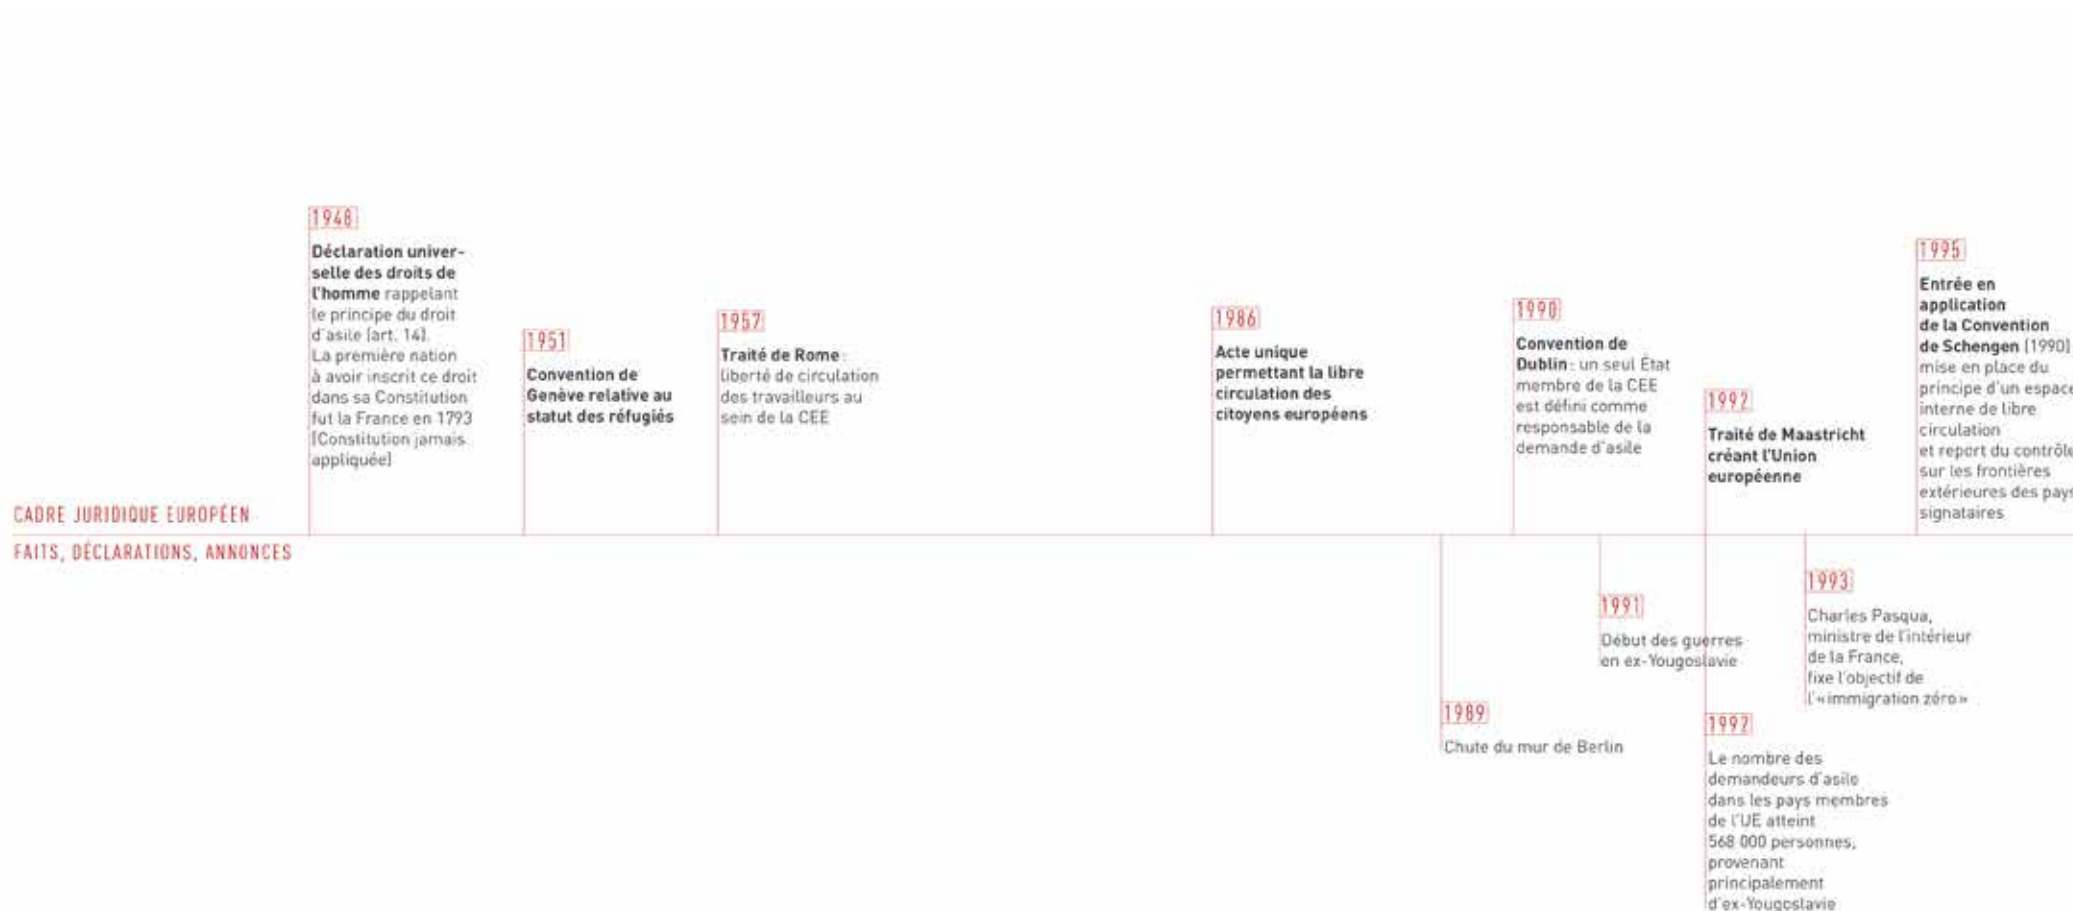 1948
Déclaration univer-
selle des droits de
l'homme rappelant
le principe du droit
d'asile (art. 14).
La première nation
à avoir inscrit ce droit
dans sa Constitution
fut la France en 1793
(Constitution jamais
appliquée)
1951
Convention de
Genève relative au
statut des réfugiés
1957
Traité de Rome :
liberté de circulation
des travailleurs au
sein de la CEE
1986
Acte unique
permettant la libre
circulation des
citoyens européens
1990
Convention de
Dublin : un seul État
membre de la CEE
est défini comme
responsable de la
demande d'asile
1992
Traité de Maastricht
créant l'Union
européenne
1995
Entrée en
application
de la Convention
de Schengen (1990)
mise en place du
principe d'un espace
interne de libre
circulation
et report du contrôle
sur les frontières
extérieures des pays
signataires
CADRE JURIDIQUE EUROPÉEN
FAITS, DÉCLARATIONS, ANNONCES
1989
Chute du mur de Berlin
1991
Début des guerres
en ex-Yougoslavie
1992
Le nombre des
demandeurs d'asile
dans les pays membres
de l'UE atteint
568 000 personnes,
provenant
principalement
d'ex-Yougoslavie
1993
Charles Pasqua,
ministre de l'intérieur
de la France,
fixe l'objectif de
l'«immigration zéro»